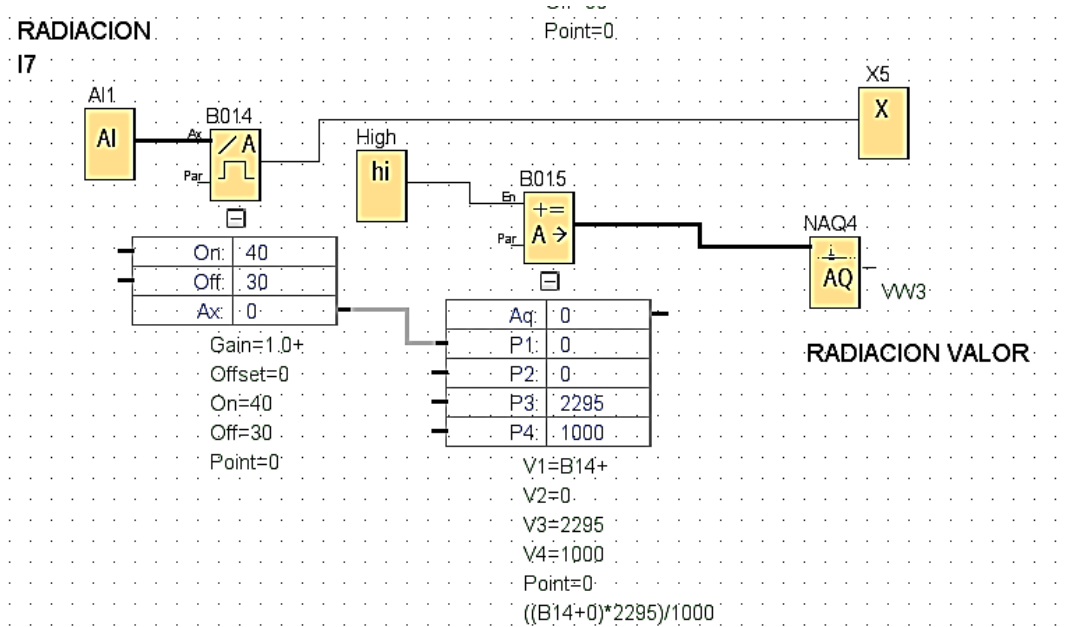 Point=0
RADIACION
I7
AI1
AI
B014
Ax
A
Par
High
hi
X5
X
B015
En
+=
Par
A→
NAQ4
AQ
VW3
RADIACION VALOR
On: 40
Off: 30
Ax: 0
Gain=1.0+
Offset=0
On=40
Off=30
Point=0
Aq: 0
P1: 0
P2: 0
P3: 2295
P4: 1000
V1=B14+
V2=0
V3=2295
V4=1000
Point=0
((B14+0)*2295)/1000